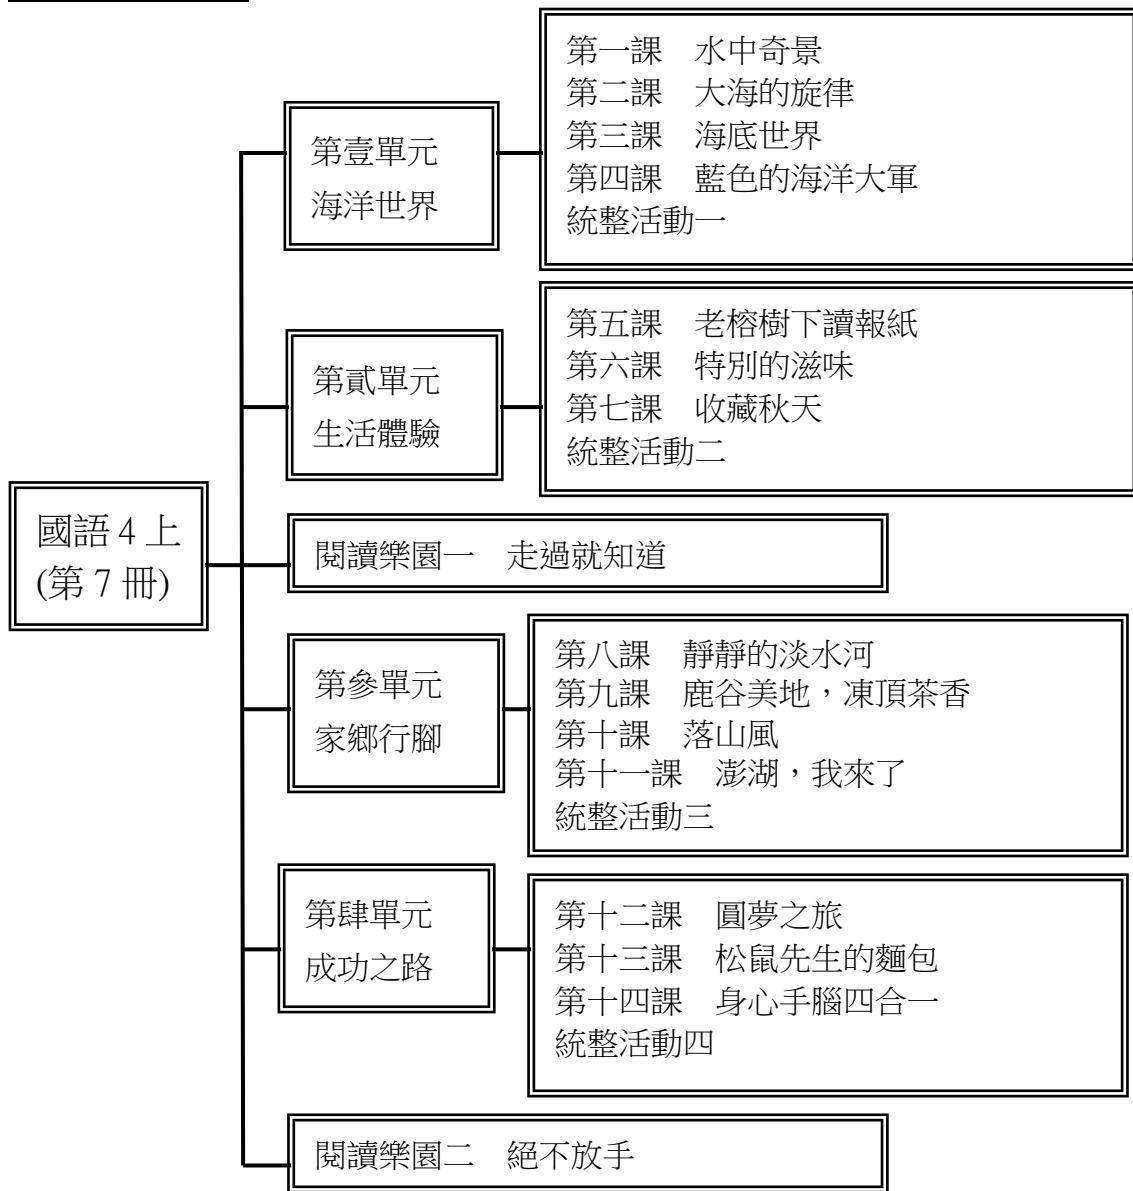 國語 4 上
(第 7 冊)
第壹單元
海洋世界
第一課　水中奇景
第二課　大海的旋律
第三課　海底世界
第四課　藍色的海洋大軍
統整活動一
第貳單元
生活體驗
第五課　老榕樹下讀報紙
第六課　特別的滋味
第七課　收藏秋天
統整活動二
閱讀樂園一　走過就知道
第參單元
家鄉行腳
第八課　靜靜的淡水河
第九課　鹿谷美地，凍頂茶香
第十課　落山風
第十一課　澎湖，我來了
統整活動三
第肆單元
成功之路
第十二課　圓夢之旅
第十三課　松鼠先生的麵包
第十四課　身心手腦四合一
統整活動四
閱讀樂園二　絕不放手